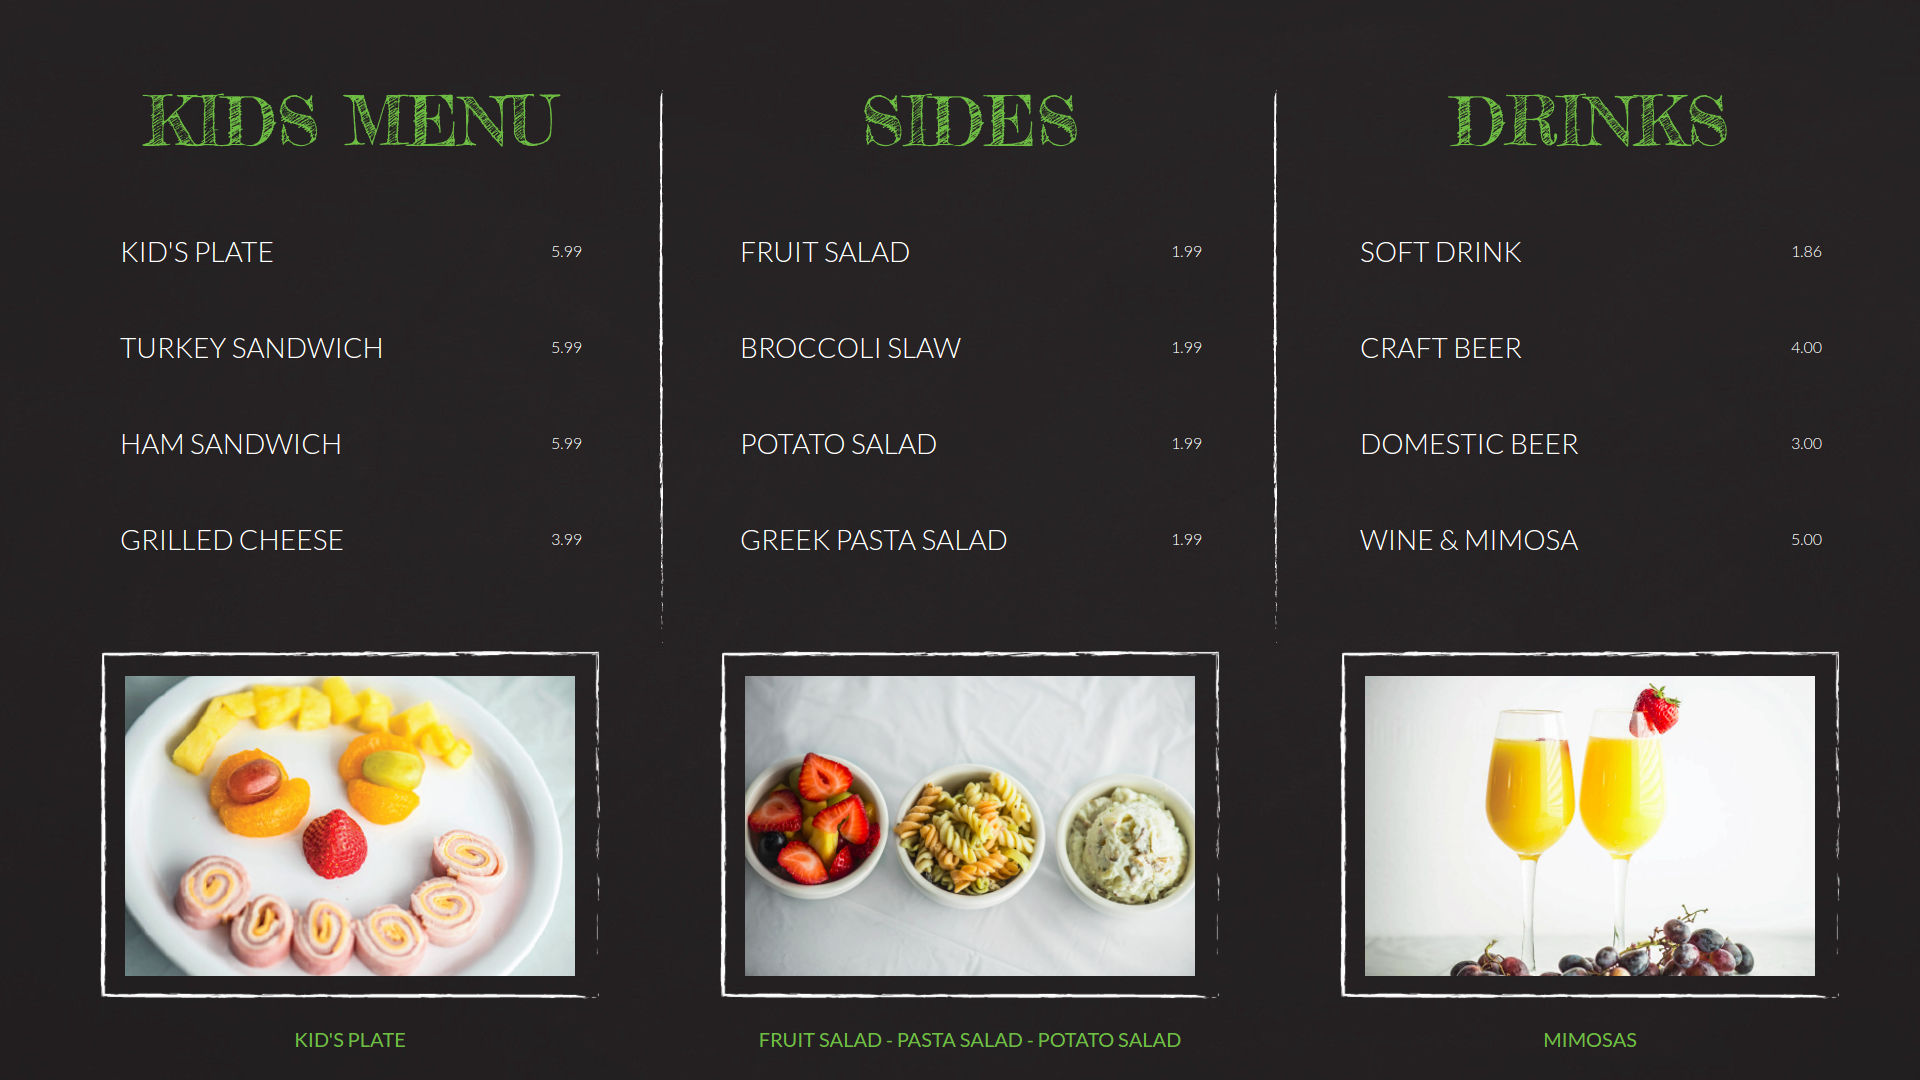 KIDS MENU
KID'S PLATE 5.99
TURKEY SANDWICH 5.99
HAM SANDWICH 5.99
GRILLED CHEESE 3.99
KID'S PLATE
SIDES
FRUIT SALAD 1.99
BROCCOLI SLAW 1.99
POTATO SALAD 1.99
GREEK PASTA SALAD 1.99
FRUIT SALAD - PASTA SALAD - POTATO SALAD
DRINKS
SOFT DRINK 1.86
CRAFT BEER 4.00
DOMESTIC BEER 3.00
WINE & MIMOSA 5.00
MIMOSAS